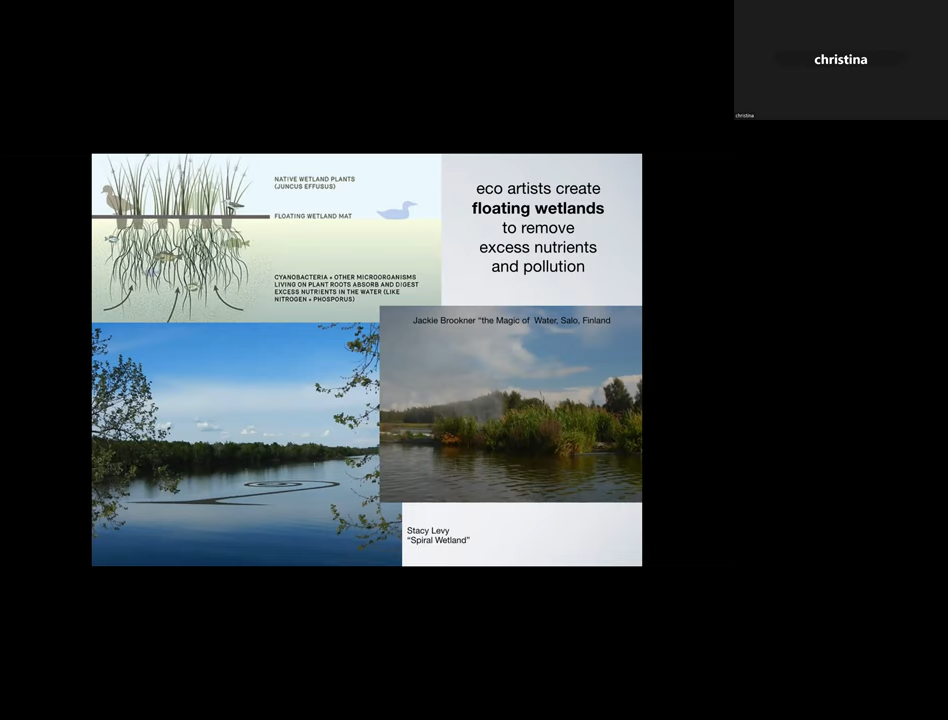 christina
christina
NATIVE WETLAND PLANTS
(JUNCUS EFFUSUS)
FLOATING WETLAND MAT
CYANOBACTERIA + OTHER MICROORGANISMS
LIVING ON PLANT ROOTS ABSORB AND DIGEST
EXCESS NUTRIENTS IN THE WATER (LIKE
NITROGEN + PHOSPORUS)
eco artists create
floating wetlands
to remove
excess nutrients
and pollution
Jackie Brookner "the Magic of Water, Salo, Finland
Stacy Levy
"Spiral Wetland"